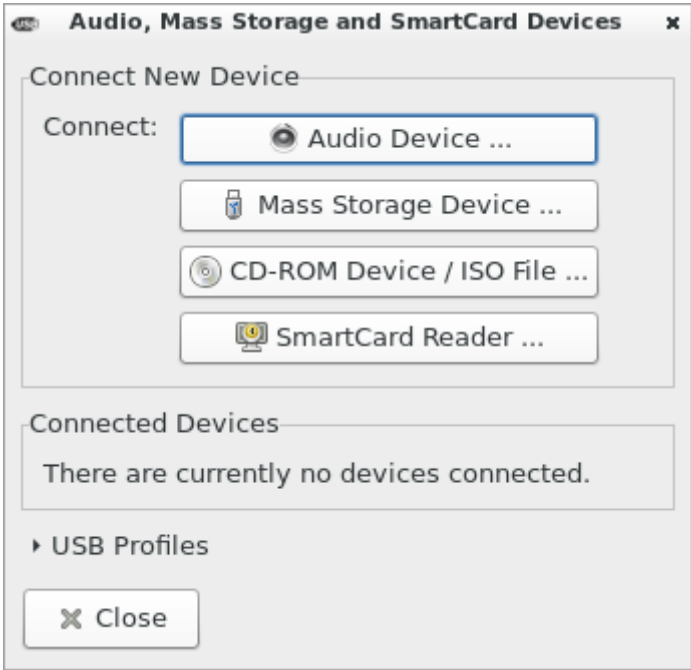 Audio, Mass Storage and SmartCard Devices
Connect New Device
Connect:
Audio Device ...
Mass Storage Device ...
CD-ROM Device / ISO File ...
SmartCard Reader ...
Connected Devices
There are currently no devices connected.
USB Profiles
Close